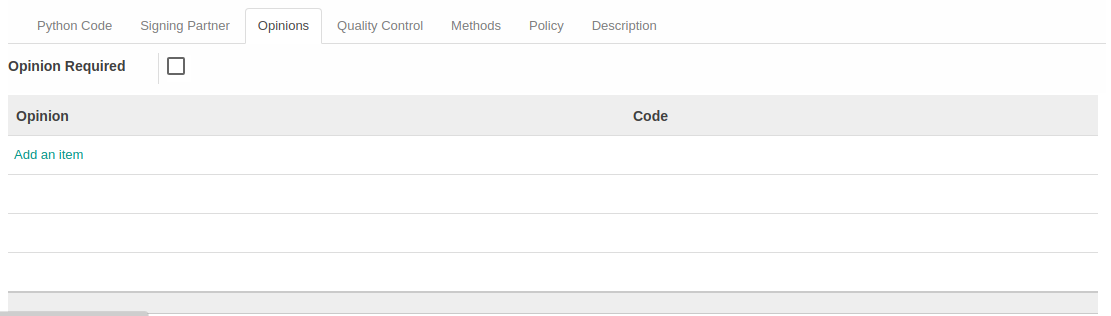 Python Code Signing Partner Opinions Quality Control Methods Policy Description
Opinion Required
Opinion Code
Add an item